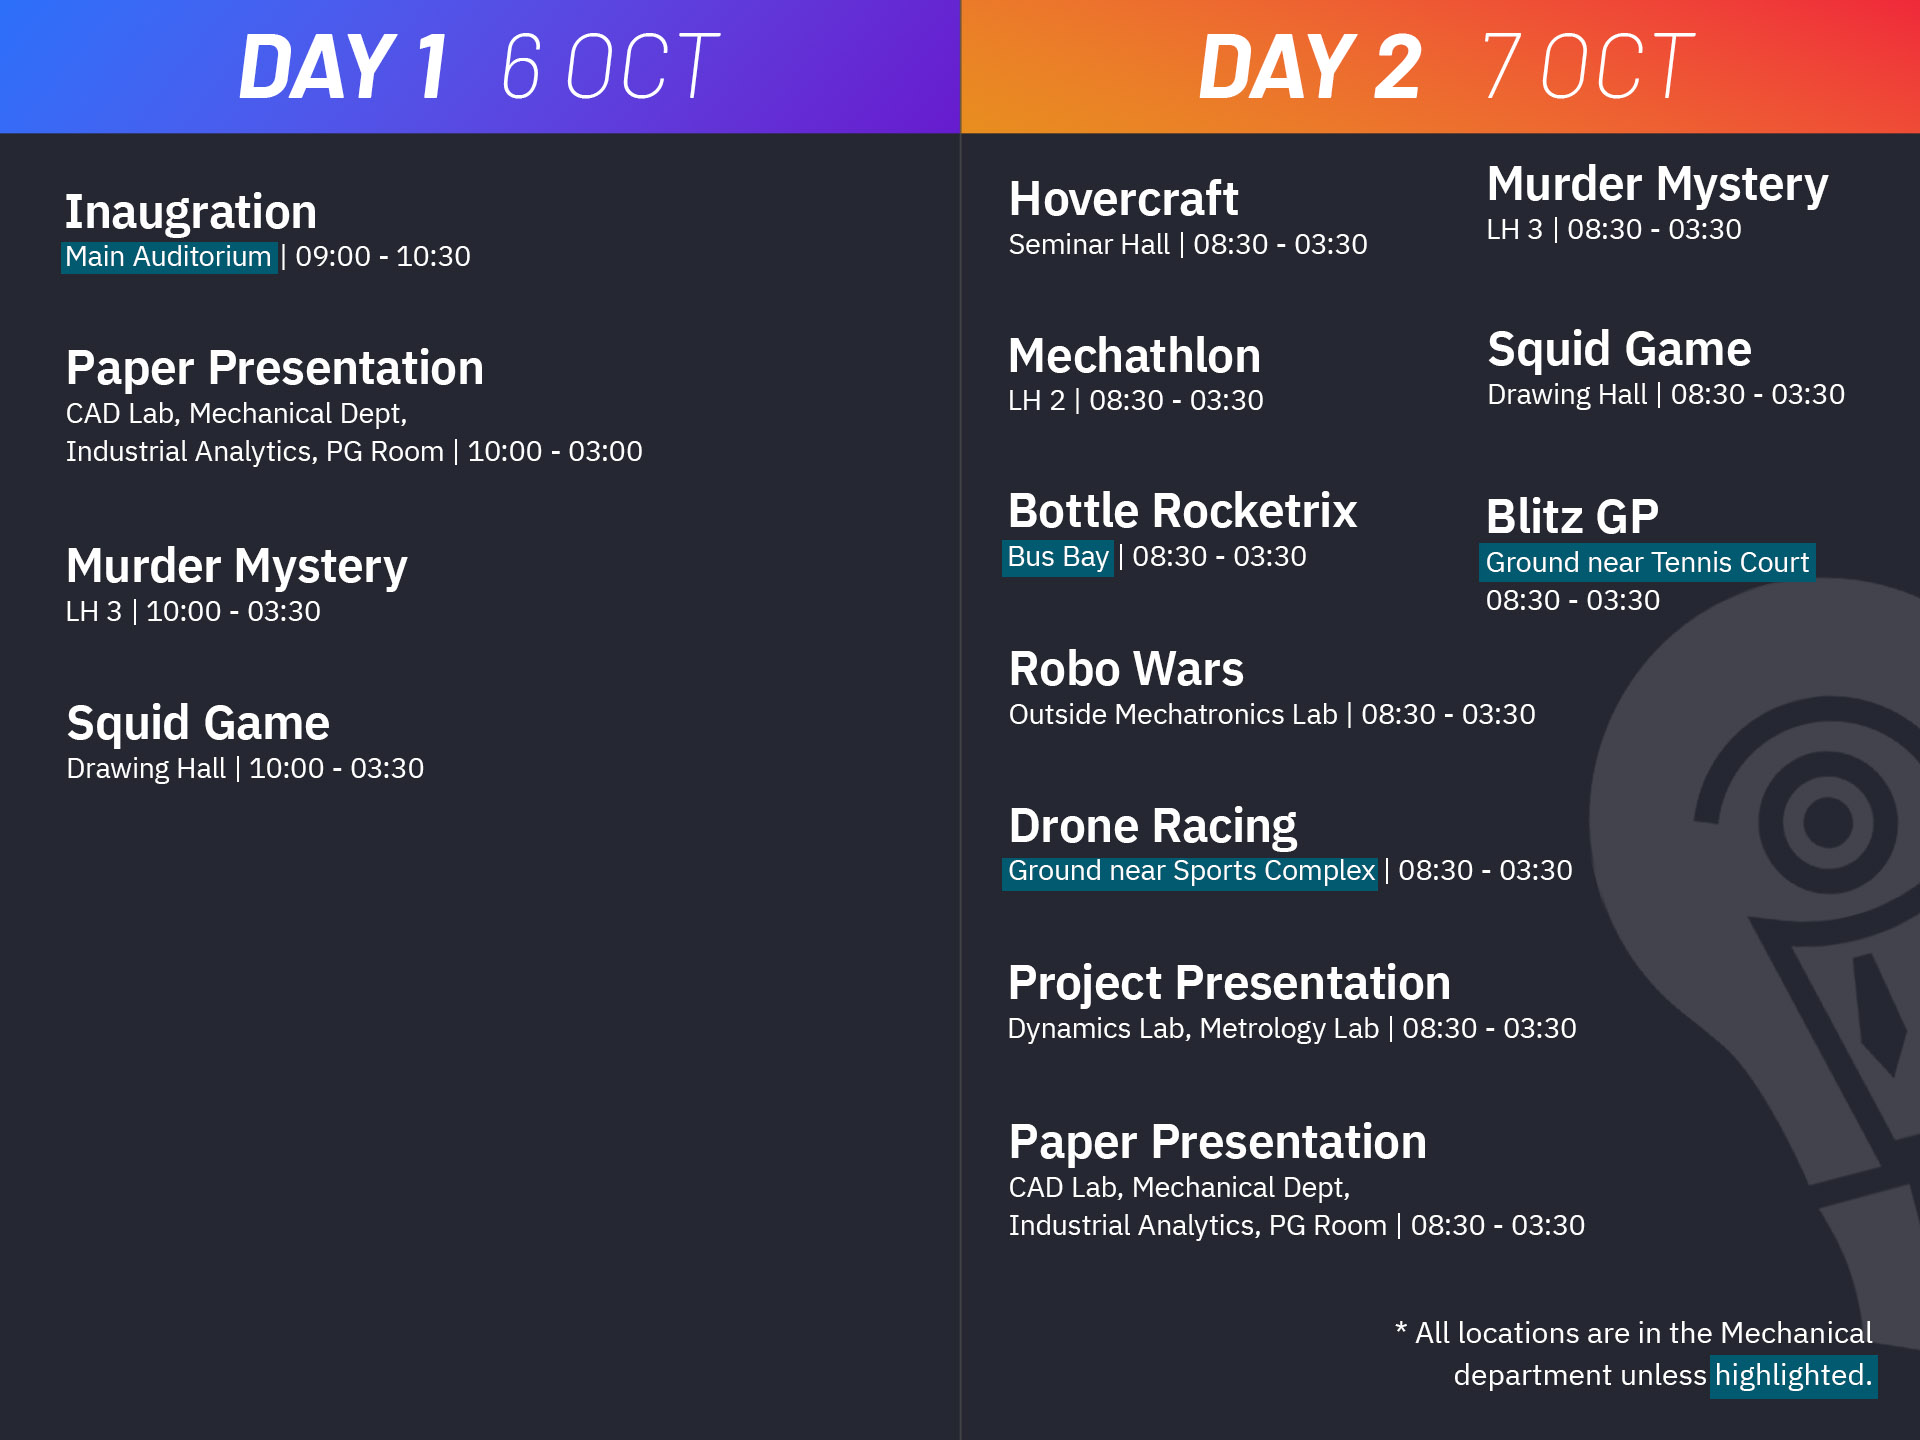 DAY 1 6 OCT
Inaugration
Main Auditorium | 09:00 - 10:30
Paper Presentation
CAD Lab, Mechanical Dept,
Industrial Analytics, PG Room | 10:00 - 03:00
Murder Mystery
LH 3 | 10:00 - 03:30
Squid Game
Drawing Hall | 10:00 - 03:30
DAY 2 7 OCT
Hovercraft
Seminar Hall | 08:30 - 03:30
Mechathlon
LH 2 | 08:30 - 03:30
Bottle Rocketrix
Bus Bay | 08:30 - 03:30
Robo Wars
Outside Mechatronics Lab | 08:30 - 03:30
Drone Racing
Ground near Sports Complex | 08:30 - 03:30
Project Presentation
Dynamics Lab, Metrology Lab | 08:30 - 03:30
Paper Presentation
CAD Lab, Mechanical Dept,
Industrial Analytics, PG Room | 08:30 - 03:30
Murder Mystery
LH 3 | 08:30 - 03:30
Squid Game
Drawing Hall | 08:30 - 03:30
Blitz GP
Ground near Tennis Court
08:30 - 03:30
* All locations are in the Mechanical
department unless highlighted.